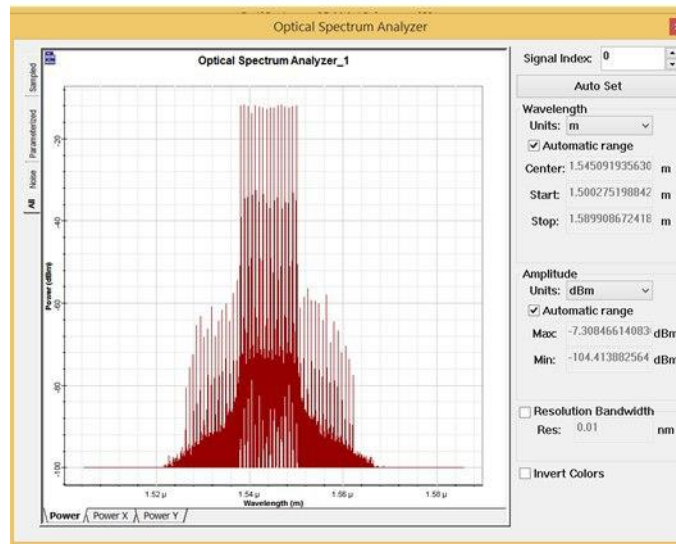 Optical Spectrum Analyzer
Optical Spectrum Analyzer_1
Signal Index: 0
Auto Set
Wavelength
Units: m
Automatic range
Center: 1.545091935630 m
Start: 1.500275198842 m
Stop: 1.589908672418 m
Amplitude
Units: dBm
Automatic range
Max: -7.3084661408 dBm
Min: -104.413882564 dBm
Resolution Bandwidth
Res: 0.01 nm
Invert Colors
Sampled
Parameterized
Noise
All
Power (dBm)
-20
-40
-60
-80
-100
1.52 µ 1.54 µ 1.56 µ 1.58 µ
Wavelength (m)
Power Power X Power Y